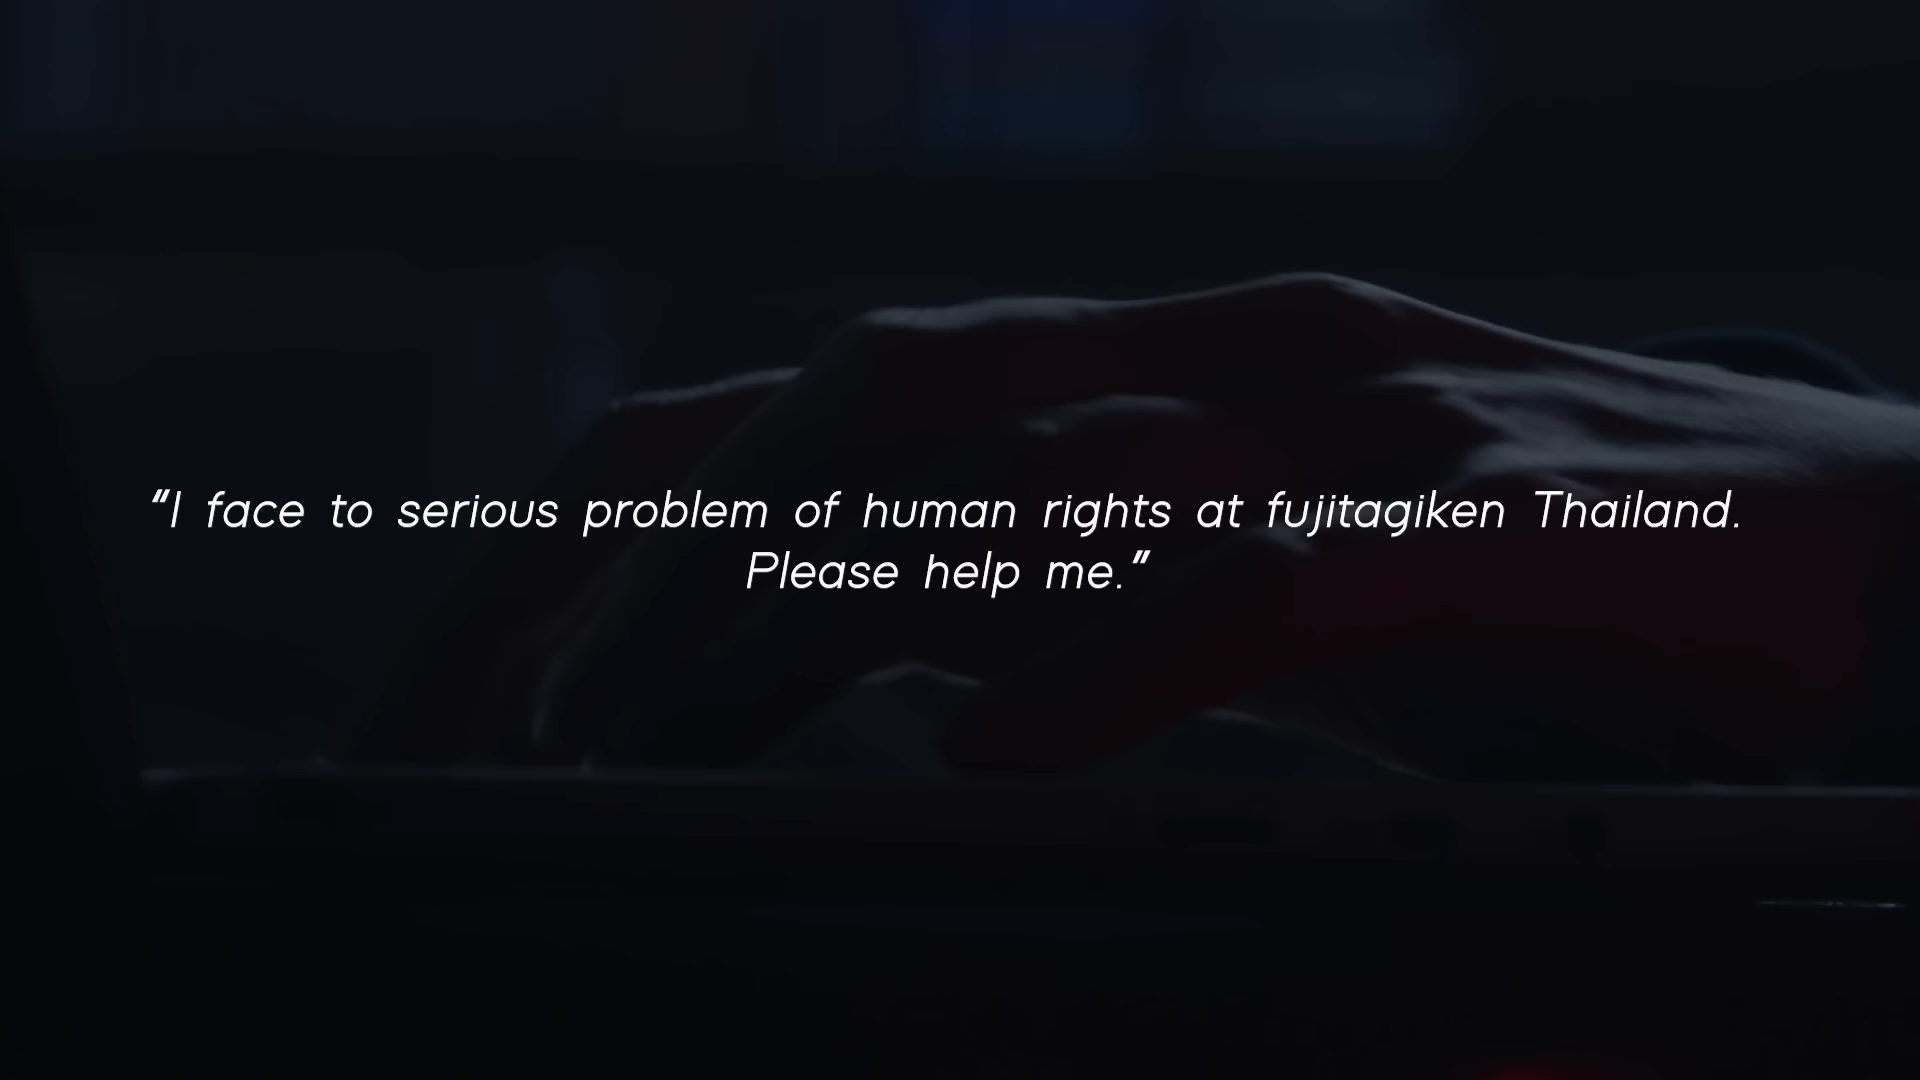 “I face to serious problem of human rights at fujitagiken Thailand.
Please help me.”